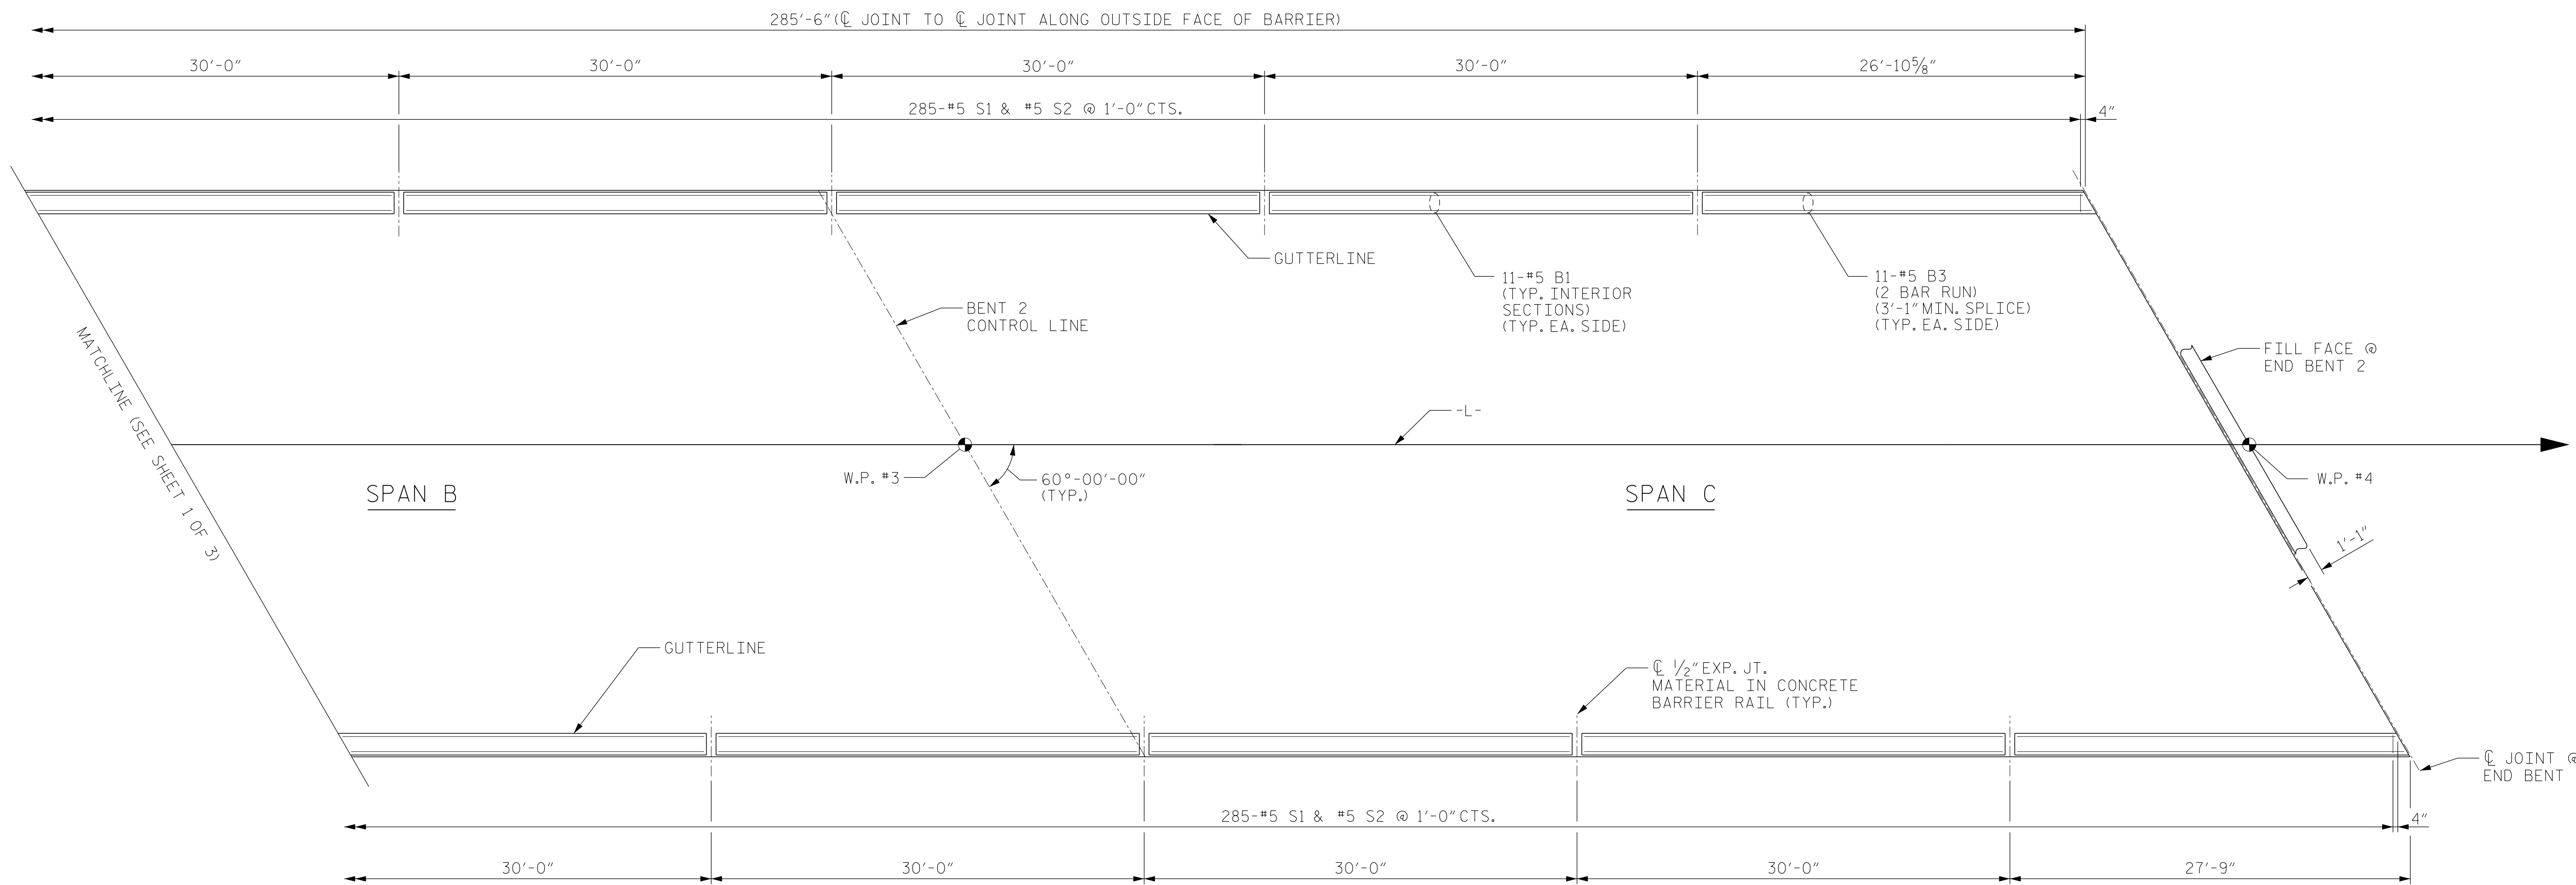 285'-6" (℄ JOINT TO ℄ JOINT ALONG OUTSIDE FACE OF BARRIER)
30'-0"
30'-0"
30'-0"
30'-0"
26'-10⅝"
285-#5 S1 & #5 S2 @ 1'-0" CTS.
4"
GUTTERLINE
11-#5 B1
(TYP. INTERIOR
SECTIONS)
(TYP. EA. SIDE)
11-#5 B3
(2 BAR RUN)
(3'-1" MIN. SPLICE)
(TYP. EA. SIDE)
BENT 2
CONTROL LINE
MATCHLINE (SEE SHEET 1 OF 3)
FILL FACE @
END BENT 2
-L-
W.P. #3
60°-00'-00"
(TYP.)
W.P. #4
SPAN B
SPAN C
1'-1"
GUTTERLINE
℄ ½" EXP. JT.
MATERIAL IN CONCRETE
BARRIER RAIL (TYP.)
℄ JOINT @
END BENT
285-#5 S1 & #5 S2 @ 1'-0" CTS.
4"
30'-0"
30'-0"
30'-0"
30'-0"
27'-9"